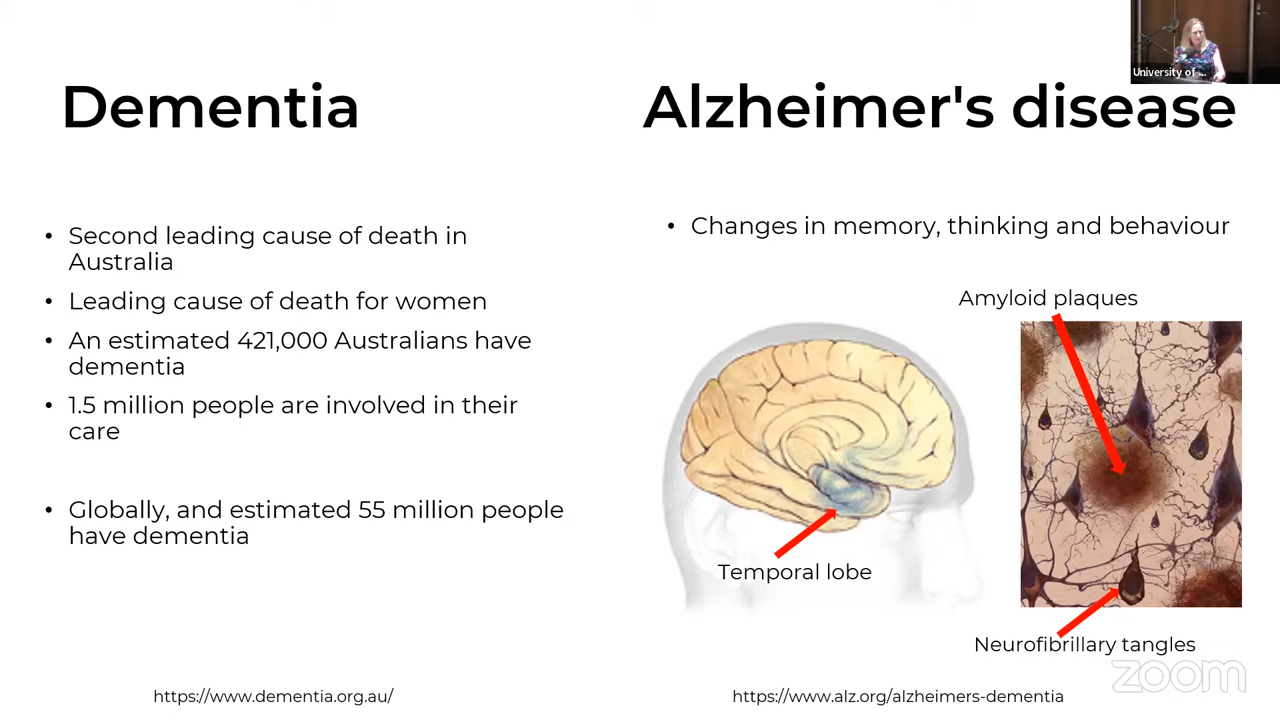 University of ...
Dementia
Alzheimer's disease
• Second leading cause of death in
Australia
• Leading cause of death for women
• An estimated 421,000 Australians have
dementia
• 1.5 million people are involved in their
care
• Globally, and estimated 55 million people
have dementia
https://www.dementia.org.au/
• Changes in memory, thinking and behaviour
Amyloid plaques
Temporal lobe
Neurofibrillary tangles
https://www.alz.org/alzheimers-dementia
zoom